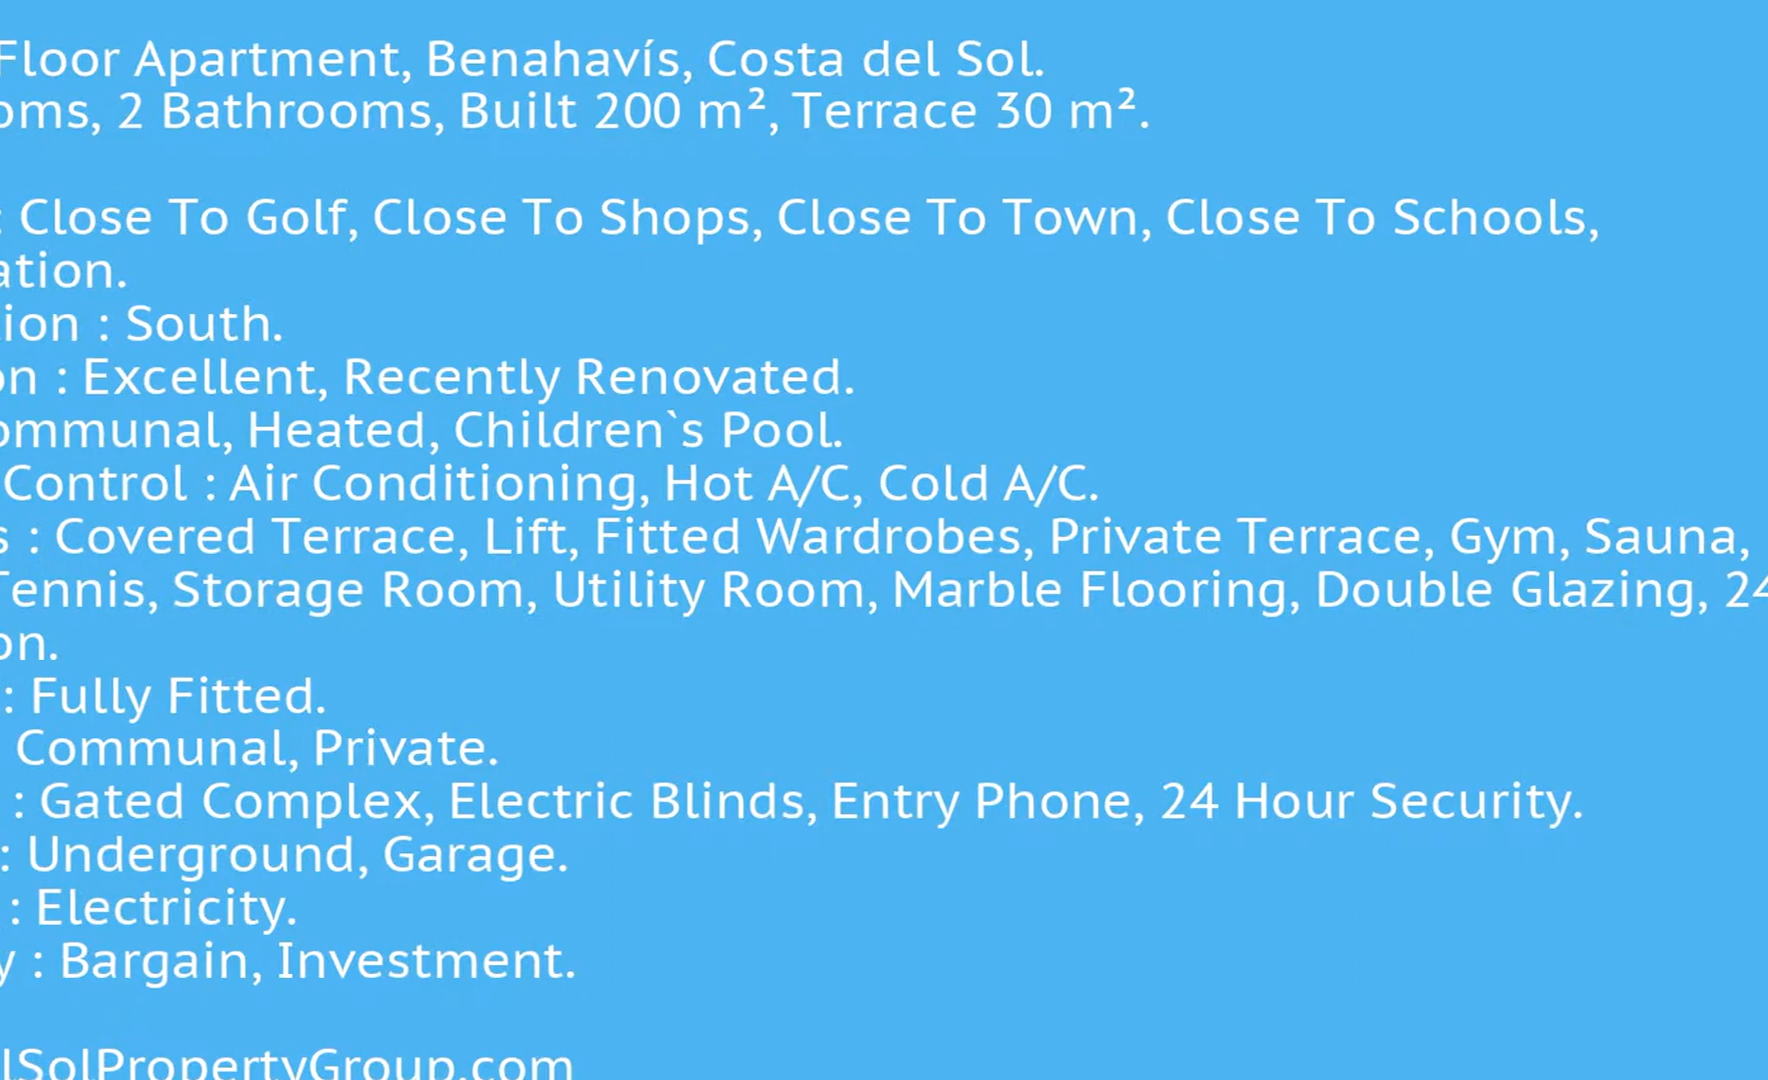 Floor Apartment, Benahavís, Costa del Sol.
oms, 2 Bathrooms, Built 200 m², Terrace 30 m².
: Close To Golf, Close To Shops, Close To Town, Close To Schools,
ation.
ion : South.
on : Excellent, Recently Renovated.
ommunal, Heated, Children`s Pool.
Control : Air Conditioning, Hot A/C, Cold A/C.
s : Covered Terrace, Lift, Fitted Wardrobes, Private Terrace, Gym, Sauna,
Tennis, Storage Room, Utility Room, Marble Flooring, Double Glazing, 24
on.
: Fully Fitted.
Communal, Private.
: Gated Complex, Electric Blinds, Entry Phone, 24 Hour Security.
: Underground, Garage.
: Electricity.
y : Bargain, Investment.
lSolPropertyGroup.com